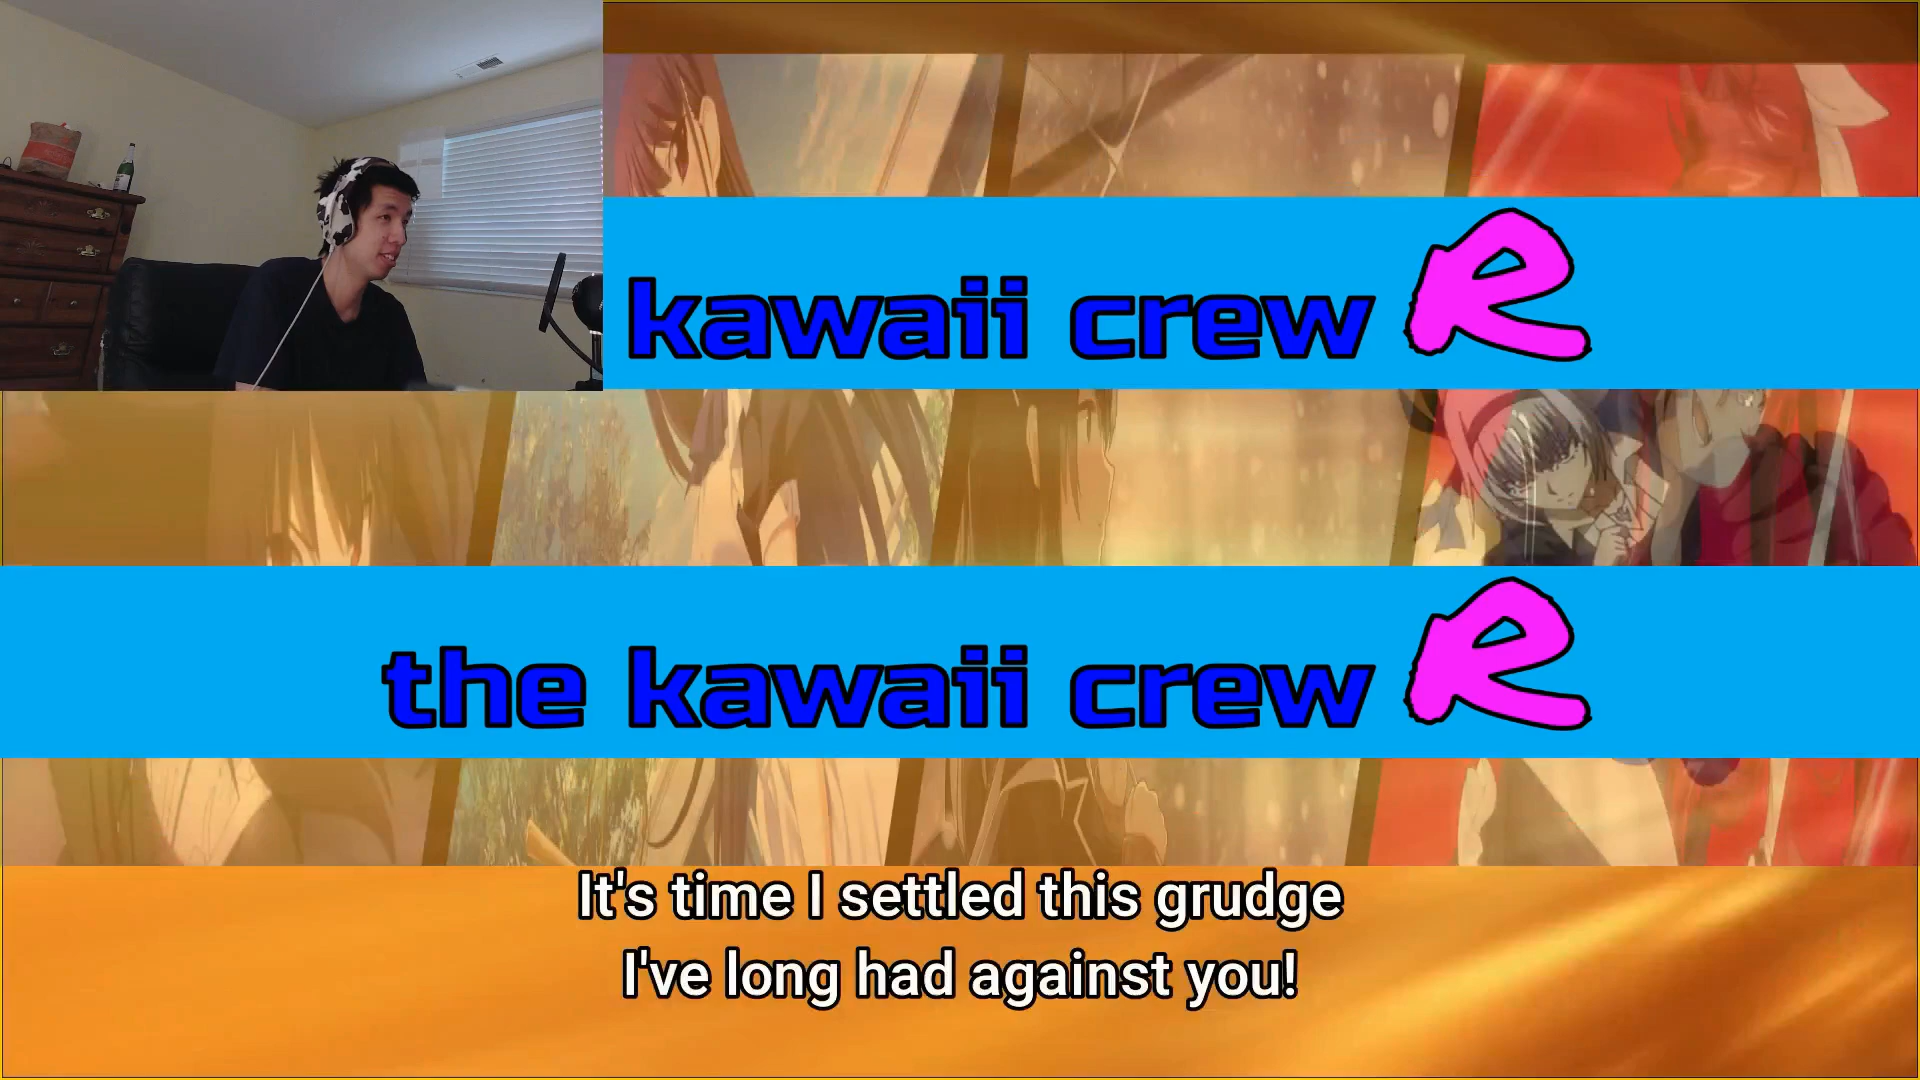 kawaii crew R
the kawaii crew R
It's time I settled this grudge
I've long had against you!